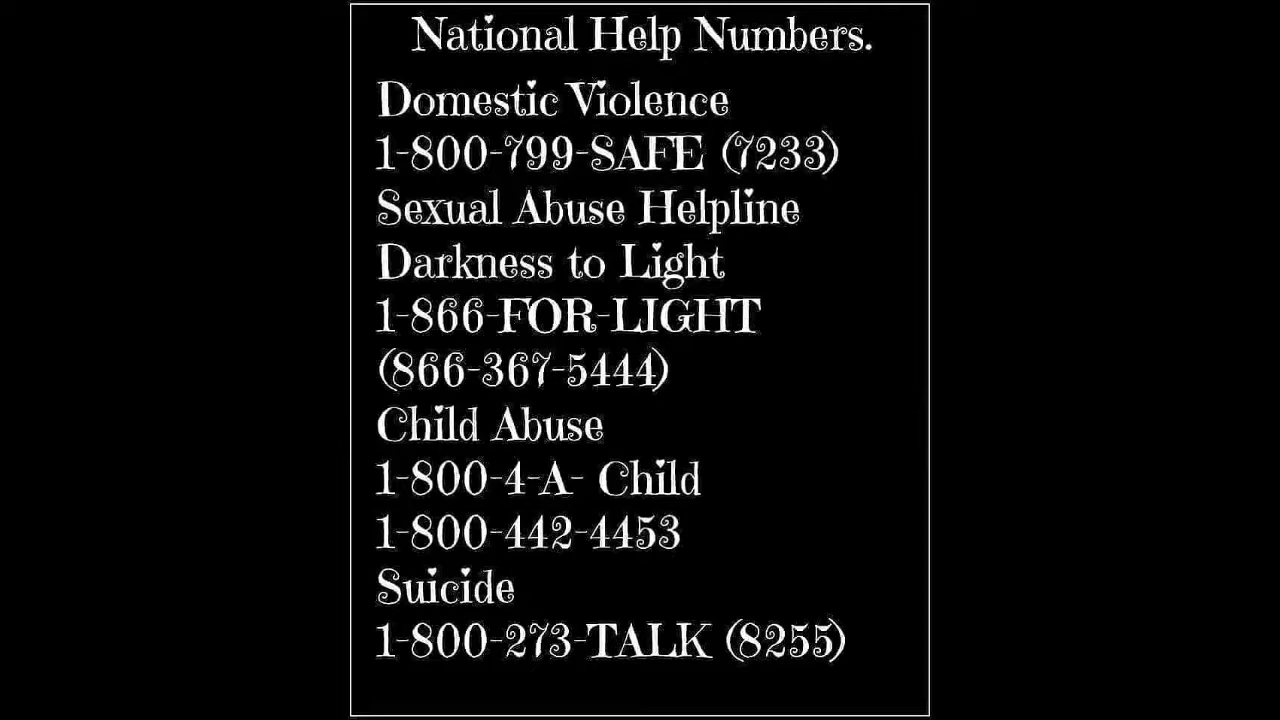 National Help Numbers.
Domestic Violence
1-800-799-SAFE (7233)
Sexual Abuse Helpline
Darkness to Light
1-866-FOR-LIGHT
(866-367-5444)
Child Abuse
1-800-4-A- Child
1-800-442-4453
Suicide
1-800-273-TALK (8255)